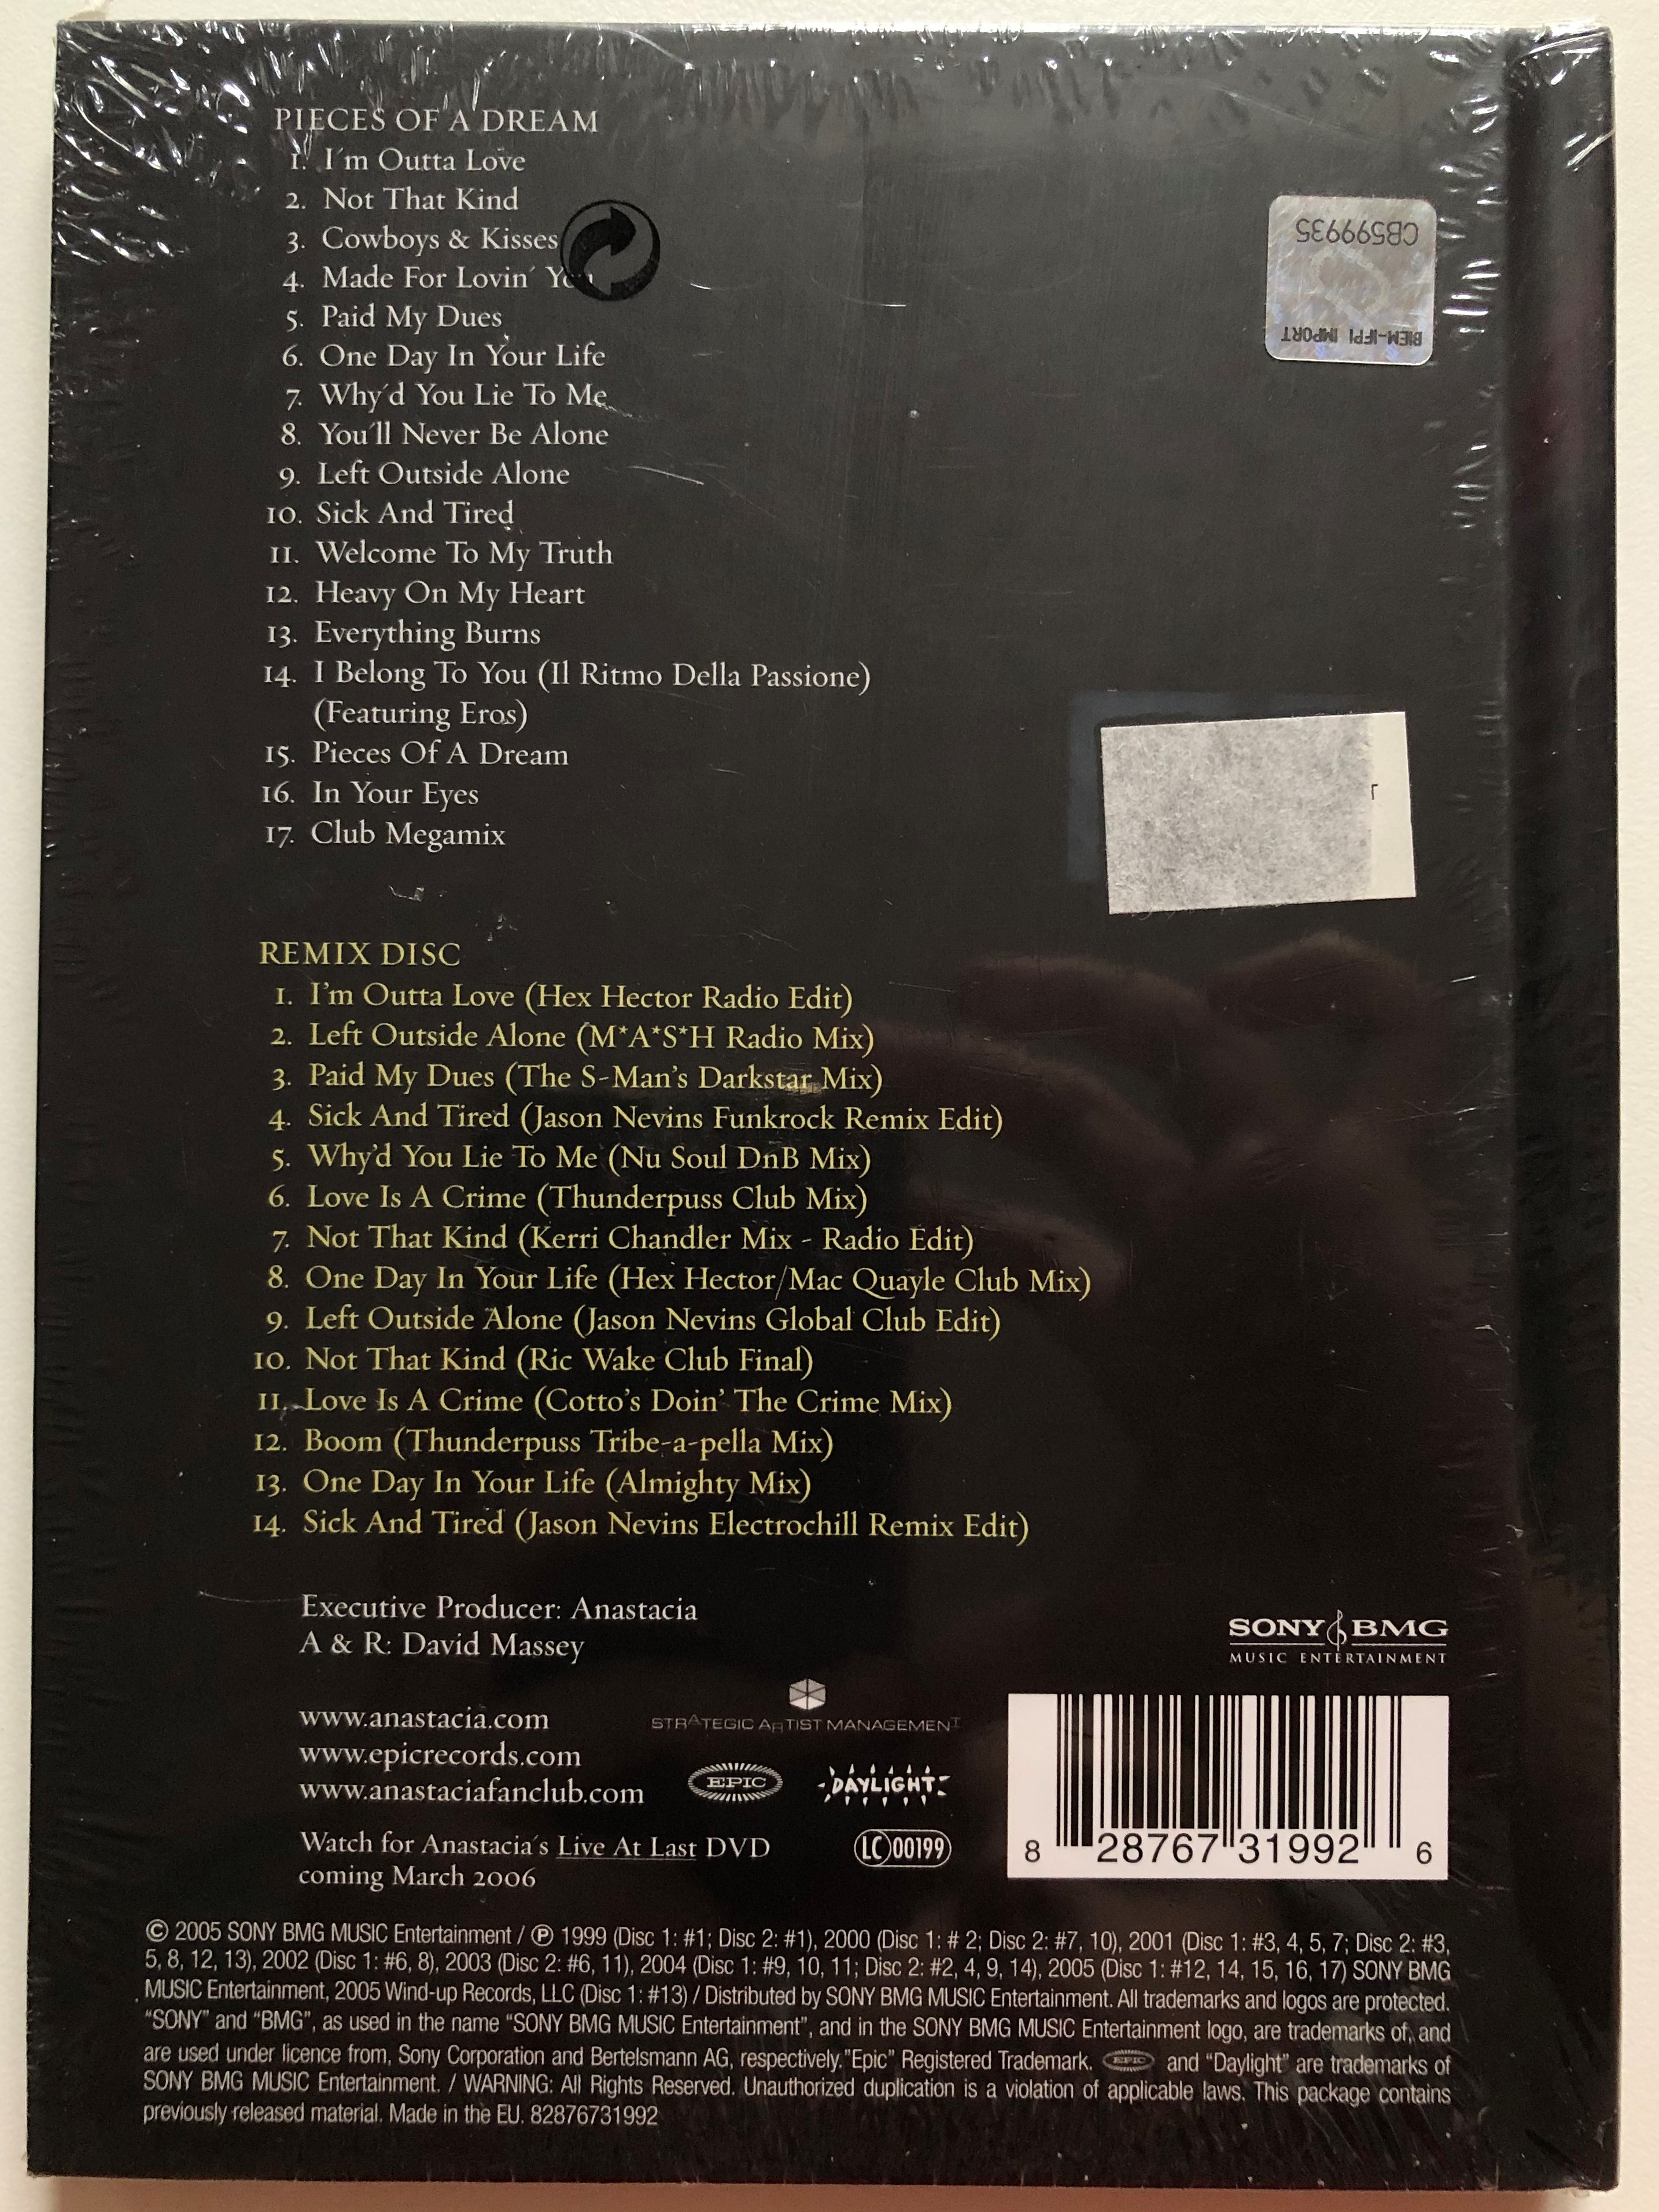 PIECES OF A DREAM
1. I´m Outta Love
2. Not That Kind
3. Cowboys & Kisses
4. Made For Lovin´ You
5. Paid My Dues
6. One Day In Your Life
7. Why´d You Lie To Me
8. You´ll Never Be Alone
9. Left Outside Alone
10. Sick And Tired
11. Welcome To My Truth
12. Heavy On My Heart
13. Everything Burns
14. I Belong To You (Il Ritmo Della Passione)
(Featuring Eros)
15. Pieces Of A Dream
16. In Your Eyes
17. Club Megamix
CB599935
BIEM-IFPI IMPORT
REMIX DISC
1. I'm Outta Love (Hex Hector Radio Edit)
2. Left Outside Alone (M*A*S*H Radio Mix)
3. Paid My Dues (The S-Man's Darkstar Mix)
4. Sick And Tired (Jason Nevins Funkrock Remix Edit)
5. Why'd You Lie To Me (Nu Soul DnB Mix)
6. Love Is A Crime (Thunderpuss Club Mix)
7. Not That Kind (Kerri Chandler Mix - Radio Edit)
8. One Day In Your Life (Hex Hector/Mac Quayle Club Mix)
9. Left Outside Alone (Jason Nevins Global Club Edit)
10. Not That Kind (Ric Wake Club Final)
11. Love Is A Crime (Cotto's Doin' The Crime Mix)
12. Boom (Thunderpuss Tribe-a-pella Mix)
13. One Day In Your Life (Almighty Mix)
14. Sick And Tired (Jason Nevins Electrochill Remix Edit)
Executive Producer: Anastacia
A & R: David Massey
SONY BMG
MUSIC ENTERTAINMENT
www.anastacia.com
www.epicrecords.com
www.anastaciafanclub.com
STRATEGIC ARTIST MANAGEMENT
EPIC
DAYLIGHT
Watch for Anastacia´s Live At Last DVD
coming March 2006
LC 00199
8 28767 31992 6
© 2005 SONY BMG MUSIC Entertainment / ℗ 1999 (Disc 1: #1; Disc 2: #1), 2000 (Disc 1: # 2; Disc 2: #7, 10), 2001 (Disc 1: #3, 4, 5, 7; Disc 2: #3,
5, 8, 12, 13), 2002 (Disc 1: #6, 8), 2003 (Disc 2: #6, 11), 2004 (Disc 1: #9, 10, 11; Disc 2: #2, 4, 9, 14), 2005 (Disc 1: #12, 14, 15, 16, 17) SONY BMG
MUSIC Entertainment, 2005 Wind-up Records, LLC (Disc 1: #13) / Distributed by SONY BMG MUSIC Entertainment. All trademarks and logos are protected.
“SONY” and “BMG”, as used in the name “SONY BMG MUSIC Entertainment”, and in the SONY BMG MUSIC Entertainment logo, are trademarks of, and
are used under licence from, Sony Corporation and Bertelsmann AG, respectively."Epic" Registered Trademark. EPIC and “Daylight” are trademarks of
SONY BMG MUSIC Entertainment. / WARNING: All Rights Reserved. Unauthorized duplication is a violation of applicable laws. This package contains
previously released material. Made in the EU. 82876731992